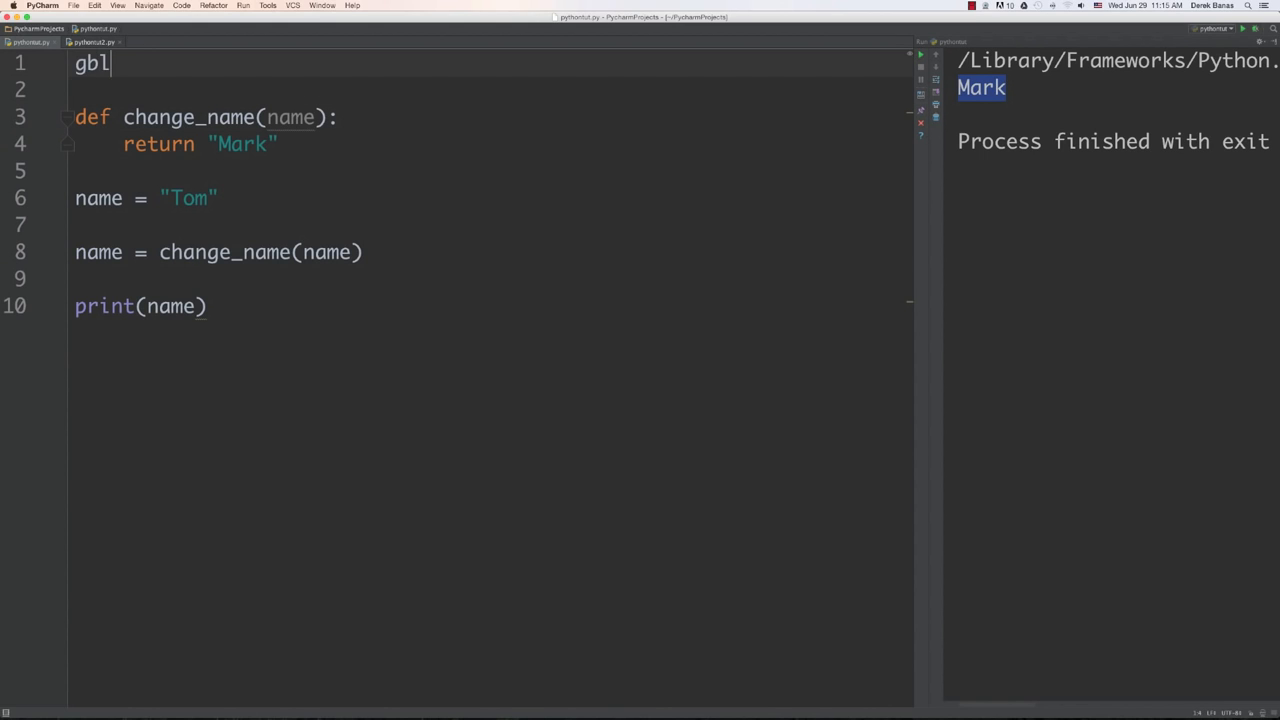 PyCharm File Edit View Navigate Code Refactor Run Tools VCS Window Help
10 Wed Jun 29 11:15 AM Derek Banas
pythontut.py - PycharmProjects - [~/PycharmProjects]
PycharmProjects pythontut.py
pythontut
pythontut.py pythontut2.py
Run pythontut
1 gbl
2
3 def change_name(name):
4 return "Mark"
5
6 name = "Tom"
7
8 name = change_name(name)
9
10 print(name)
/Library/Frameworks/Python.
Mark
Process finished with exit
1:4 LF÷ UTF-8÷